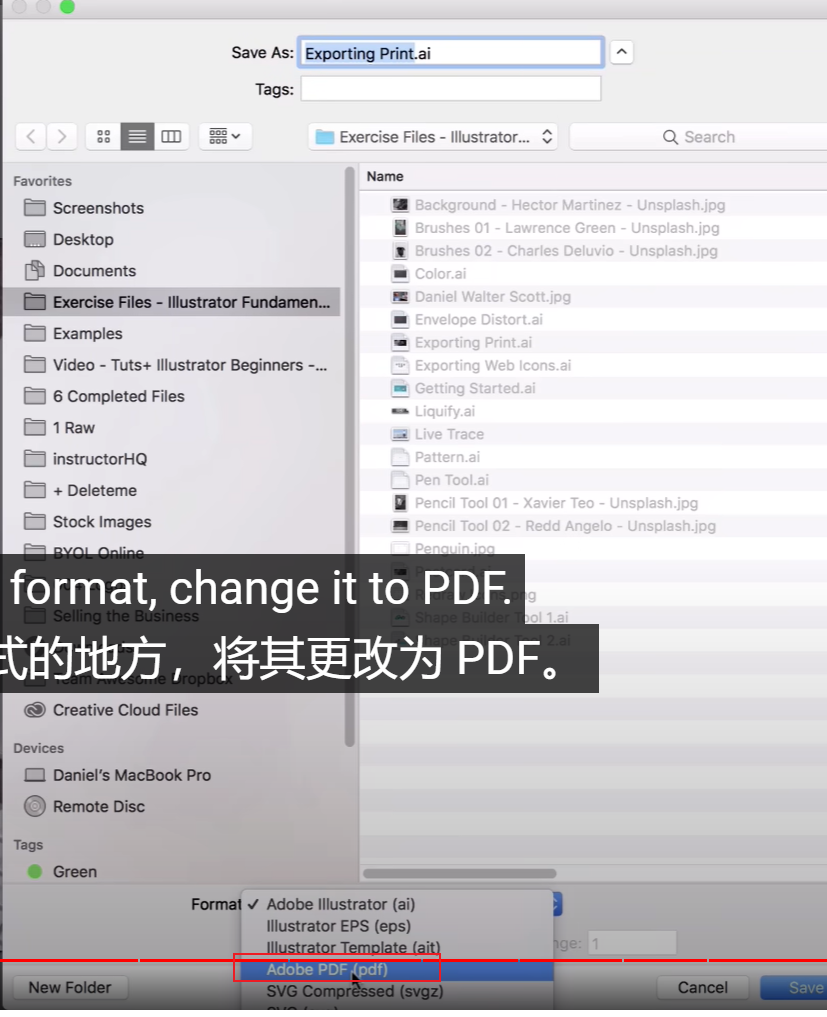 Save As: Exporting Print.ai
Tags:
Exercise Files - Illustrator...
Search
Favorites
Screenshots
Desktop
Documents
Exercise Files - Illustrator Fundamen...
Examples
Video - Tuts+ Illustrator Beginners -...
6 Completed Files
1 Raw
instructorHQ
+ Deleteme
Stock Images
BYOL Online
Selling the Business
Team Awesome Dropbox
Creative Cloud Files
Devices
Daniel's MacBook Pro
Remote Disc
Tags
Green
Name
Background - Hector Martinez - Unsplash.jpg
Brushes 01 - Lawrence Green - Unsplash.jpg
Brushes 02 - Charles Deluvio - Unsplash.jpg
Color.ai
Daniel Walter Scott.jpg
Envelope Distort.ai
Exporting Print.ai
Exporting Web Icons.ai
Getting Started.ai
Liquify.ai
Live Trace
Pattern.ai
Pen Tool.ai
Pencil Tool 01 - Xavier Teo - Unsplash.jpg
Pencil Tool 02 - Redd Angelo - Unsplash.jpg
Penguin.jpg
Shape Builder Tool 1.ai
Shape Builder Tool 2.ai
format, change it to PDF.
式的地方，将其更改为 PDF。
Format ✓ Adobe Illustrator (ai)
Illustrator EPS (eps)
Illustrator Template (ait)
Adobe PDF (pdf)
SVG Compressed (svgz)
nge: 1
New Folder
Cancel
Save